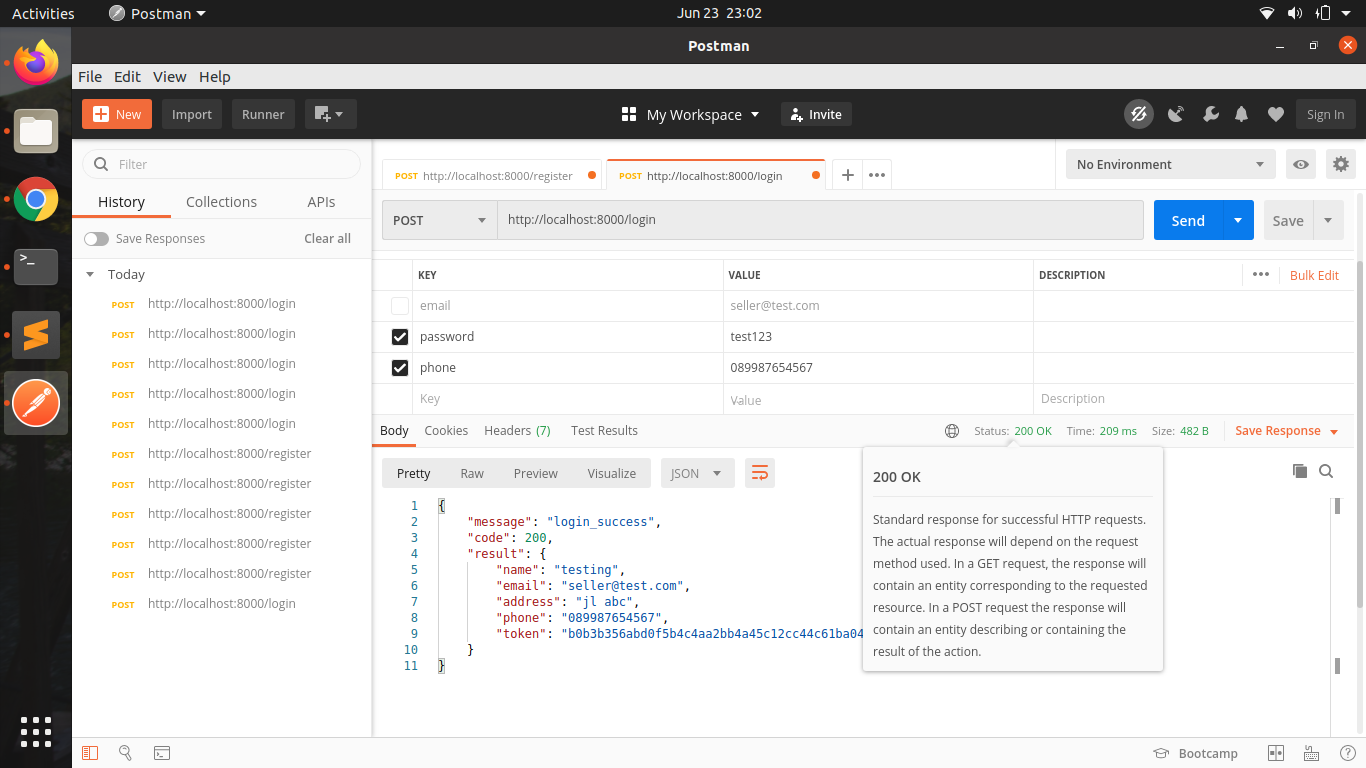 Activities Postman Jun 23 23:02
Postman
File Edit View Help
New Import Runner My Workspace Invite Sign In
Filter
History Collections APIs
Save Responses Clear all
Today
POST http://localhost:8000/login
POST http://localhost:8000/login
POST http://localhost:8000/login
POST http://localhost:8000/login
POST http://localhost:8000/login
POST http://localhost:8000/register
POST http://localhost:8000/register
POST http://localhost:8000/register
POST http://localhost:8000/register
POST http://localhost:8000/register
POST http://localhost:8000/login
POST http://localhost:8000/register POST http://localhost:8000/login No Environment
POST http://localhost:8000/login Send Save
KEY VALUE DESCRIPTION Bulk Edit
email seller@test.com
password test123
phone 089987654567
Key Value Description
Body Cookies Headers (7) Test Results Status: 200 OK Time: 209 ms Size: 482 B Save Response
Pretty Raw Preview Visualize JSON
1 {
2 "message": "login_success",
3 "code": 200,
4 "result": {
5 "name": "testing",
6 "email": "seller@test.com",
7 "address": "jl abc",
8 "phone": "089987654567",
9 "token": "b0b3b356abd0f5b4c4aa2bb4a45c12cc44c61ba04
10 }
11 }
200 OK
Standard response for successful HTTP requests.
The actual response will depend on the request
method used. In a GET request, the response will
contain an entity corresponding to the requested
resource. In a POST request the response will
contain an entity describing or containing the
result of the action.
Bootcamp